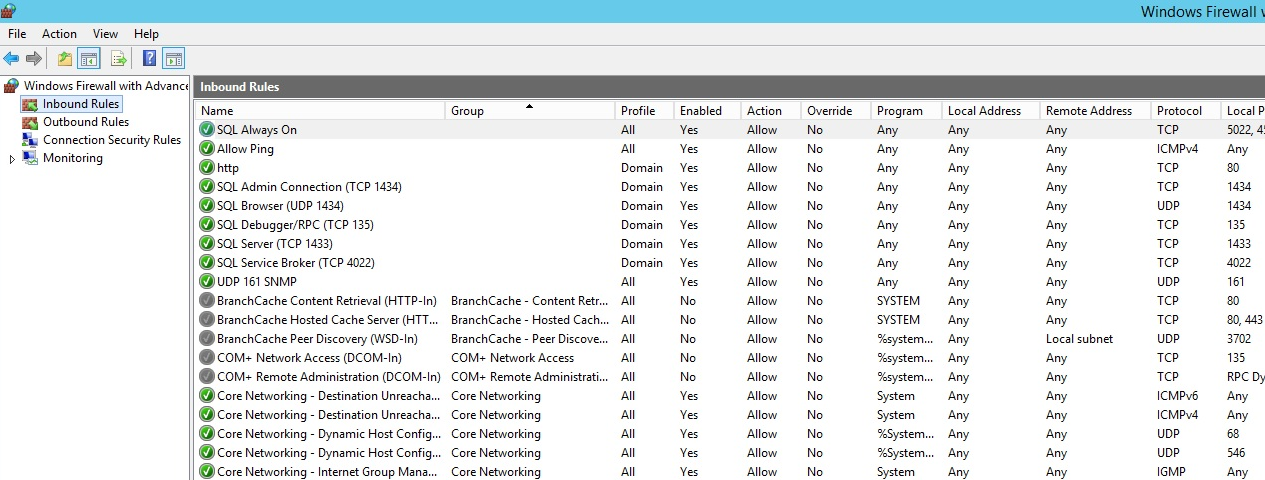 Windows Firewall w
File Action View Help
Windows Firewall with Advance
Inbound Rules
Outbound Rules
Connection Security Rules
Monitoring
Inbound Rules
Name Group Profile Enabled Action Override Program Local Address Remote Address Protocol Local P
SQL Always On All Yes Allow No Any Any Any TCP 5022, 45
Allow Ping All Yes Allow No Any Any Any ICMPv4 Any
http Domain Yes Allow No Any Any Any TCP 80
SQL Admin Connection (TCP 1434) Domain Yes Allow No Any Any Any TCP 1434
SQL Browser (UDP 1434) Domain Yes Allow No Any Any Any UDP 1434
SQL Debugger/RPC (TCP 135) Domain Yes Allow No Any Any Any TCP 135
SQL Server (TCP 1433) Domain Yes Allow No Any Any Any TCP 1433
SQL Service Broker (TCP 4022) Domain Yes Allow No Any Any Any TCP 4022
UDP 161 SNMP All Yes Allow No Any Any Any UDP 161
BranchCache Content Retrieval (HTTP-In) BranchCache - Content Retr... All No Allow No SYSTEM Any Any TCP 80
BranchCache Hosted Cache Server (HTT... BranchCache - Hosted Cach... All No Allow No SYSTEM Any Any TCP 80, 443
BranchCache Peer Discovery (WSD-In) BranchCache - Peer Discove... All No Allow No %system... Any Local subnet UDP 3702
COM+ Network Access (DCOM-In) COM+ Network Access All No Allow No %system... Any Any TCP 135
COM+ Remote Administration (DCOM-In) COM+ Remote Administrati... All No Allow No %system... Any Any TCP RPC Dy
Core Networking - Destination Unreacha... Core Networking All Yes Allow No System Any Any ICMPv6 Any
Core Networking - Destination Unreacha... Core Networking All Yes Allow No System Any Any ICMPv4 Any
Core Networking - Dynamic Host Config... Core Networking All Yes Allow No %System... Any Any UDP 68
Core Networking - Dynamic Host Config... Core Networking All Yes Allow No %System... Any Any UDP 546
Core Networking - Internet Group Mana... Core Networking All Yes Allow No System Any Any IGMP Any